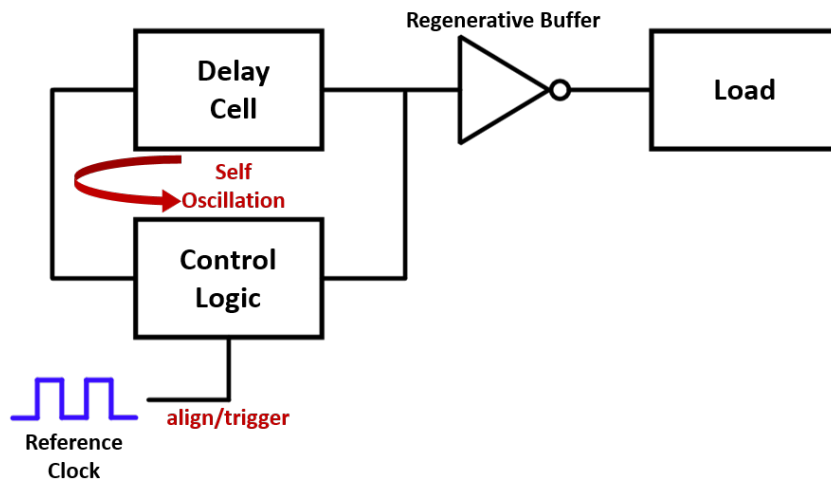 Regenerative Buffer
Delay
Cell
Load
Self
Oscillation
Control
Logic
align/trigger
Reference
Clock